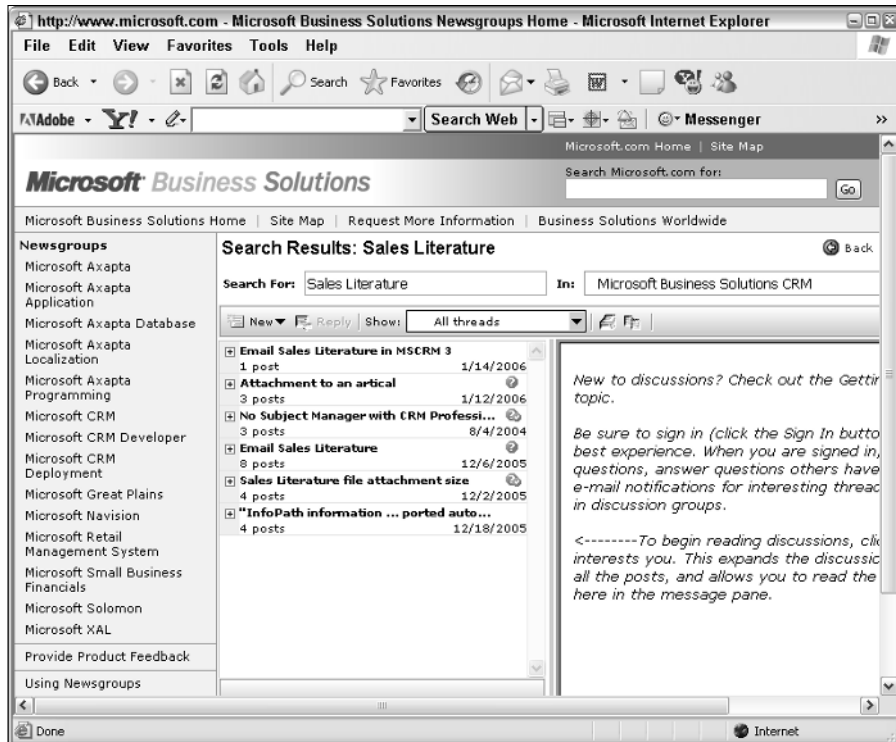 http://www.microsoft.com - Microsoft Business Solutions Newsgroups Home - Microsoft Internet Explorer
File Edit View Favorites Tools Help
Back Search Favorites
Adobe Y! Search Web Messenger »
Microsoft.com Home | Site Map
Microsoft Business Solutions
Search Microsoft.com for:
Go
Microsoft Business Solutions Home | Site Map | Request More Information | Business Solutions Worldwide
Newsgroups
Microsoft Axapta
Microsoft Axapta
Application
Microsoft Axapta Database
Microsoft Axapta
Localization
Microsoft Axapta
Programming
Microsoft CRM
Microsoft CRM Developer
Microsoft CRM
Deployment
Microsoft Great Plains
Microsoft Navision
Microsoft Retail
Management System
Microsoft Small Business
Financials
Microsoft Solomon
Microsoft XAL
Provide Product Feedback
Using Newsgroups
Search Results: Sales Literature
Back
Search For: Sales Literature In: Microsoft Business Solutions CRM
New Reply Show: All threads
Email Sales Literature in MSCRM 3
1 post 1/14/2006
Attachment to an artical
3 posts 1/12/2006
No Subject Manager with CRM Professi...
3 posts 8/4/2004
Email Sales Literature
8 posts 12/6/2005
Sales Literature file attachment size
4 posts 12/2/2005
"InfoPath information ... ported auto...
4 posts 12/18/2005
New to discussions? Check out the Gettir
topic.
Be sure to sign in (click the Sign In butto
best experience. When you are signed in,
questions, answer questions others have
e-mail notifications for interesting threac
in discussion groups.
<--------To begin reading discussions, clic
interests you. This expands the discussic
all the posts, and allows you to read the
here in the message pane.
Done Internet